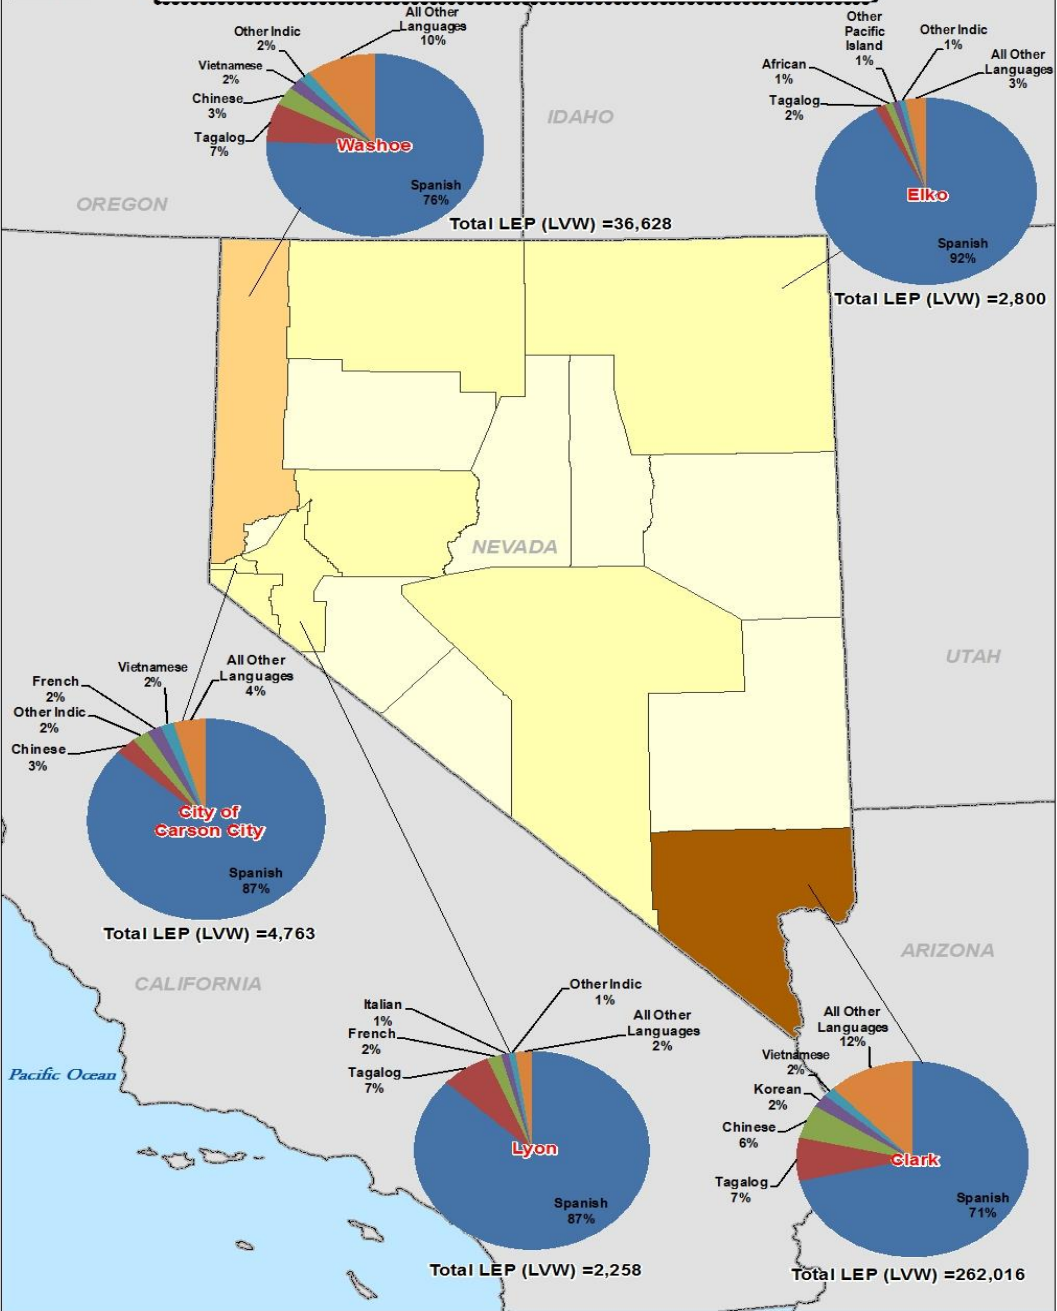 All Other
Languages
10%
Other Indic
2%
Vietnamese
2%
Chinese
3%
Tagalog
7%
Washoe
Spanish
76%
Total LEP (LVW) =36,628
Other
Pacific
Island
1%
Other Indic
1%
African
1%
All Other
Languages
3%
Tagalog
2%
Elko
Spanish
92%
Total LEP (LVW) =2,800
IDAHO
OREGON
NEVADA
UTAH
Vietnamese
2%
All Other
Languages
4%
French
2%
Other Indic
2%
Chinese
3%
City of
Carson City
Spanish
87%
Total LEP (LVW) =4,763
CALIFORNIA
ARIZONA
Pacific Ocean
Other Indic
1%
Italian
1%
French
2%
All Other
Languages
2%
Tagalog
7%
Lyon
Spanish
87%
Total LEP (LVW) =2,258
All Other
Languages
12%
Vietnamese
2%
Korean
2%
Chinese
6%
Tagalog
7%
Clark
Spanish
71%
Total LEP (LVW) =262,016